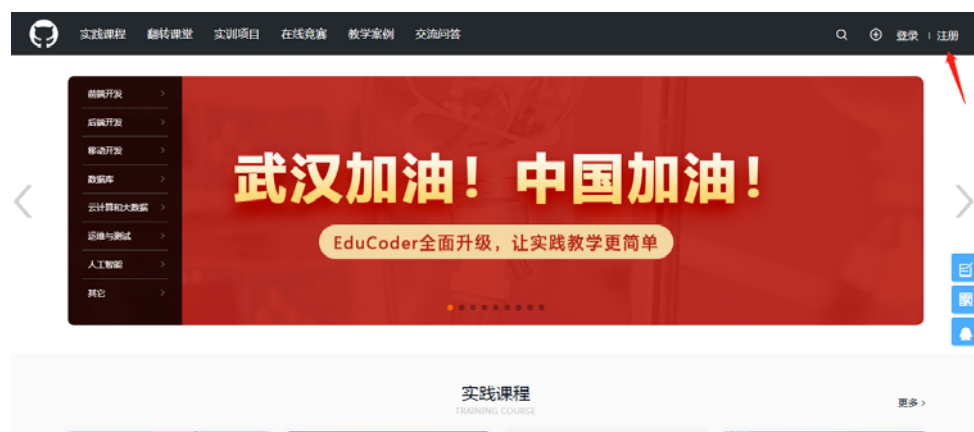 实践课程 翻转课堂 实训项目 在线竞赛 教学案例 交流问答 登录 注册
前端开发
后端开发
移动开发
数据库
云计算和大数据
运维与测试
人工智能
其它
武汉加油！中国加油！
EduCoder全面升级，让实践教学更简单
实践课程
TRAINING COURSE
更多